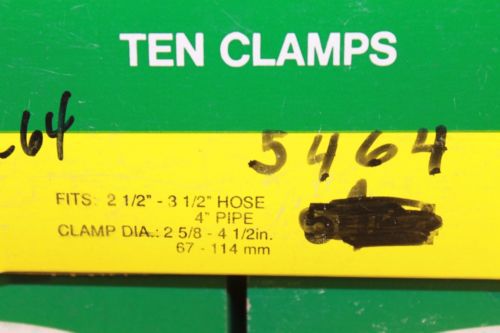 TEN CLAMPS
64
5464
FITS: 2 1/2" - 3 1/2" HOSE
4" PIPE
CLAMP DIA.: 2 5/8 - 4 1/2in.
67 - 114 mm